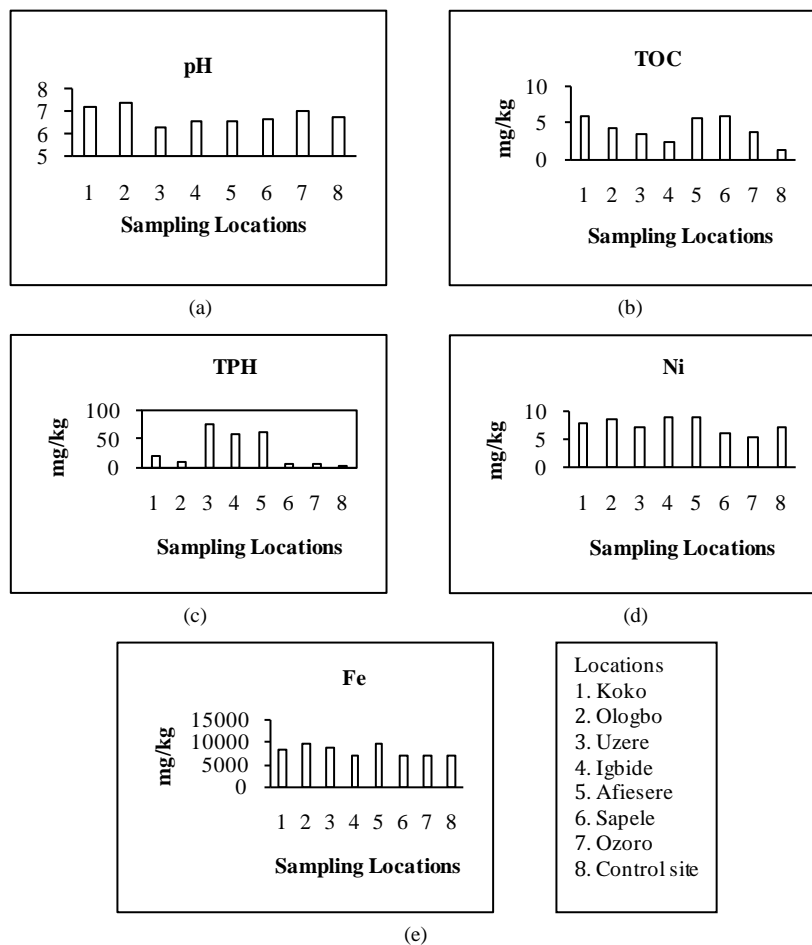 pH
8
7
6
5
1 2 3 4 5 6 7 8
Sampling Locations
(a)
TOC
mg/kg
10
5
0
1 2 3 4 5 6 7 8
Sampling Locations
(b)
TPH
mg/kg
100
50
0
1 2 3 4 5 6 7 8
Sampling Locations
(c)
Ni
mg/kg
10
5
0
1 2 3 4 5 6 7 8
Sampling Locations
(d)
Fe
mg/kg
15000
10000
5000
0
1 2 3 4 5 6 7 8
Sampling Locations
(e)
Locations
1. Koko
2. Ologbo
3. Uzere
4. Igbide
5. Afiesere
6. Sapele
7. Ozoro
8. Control site